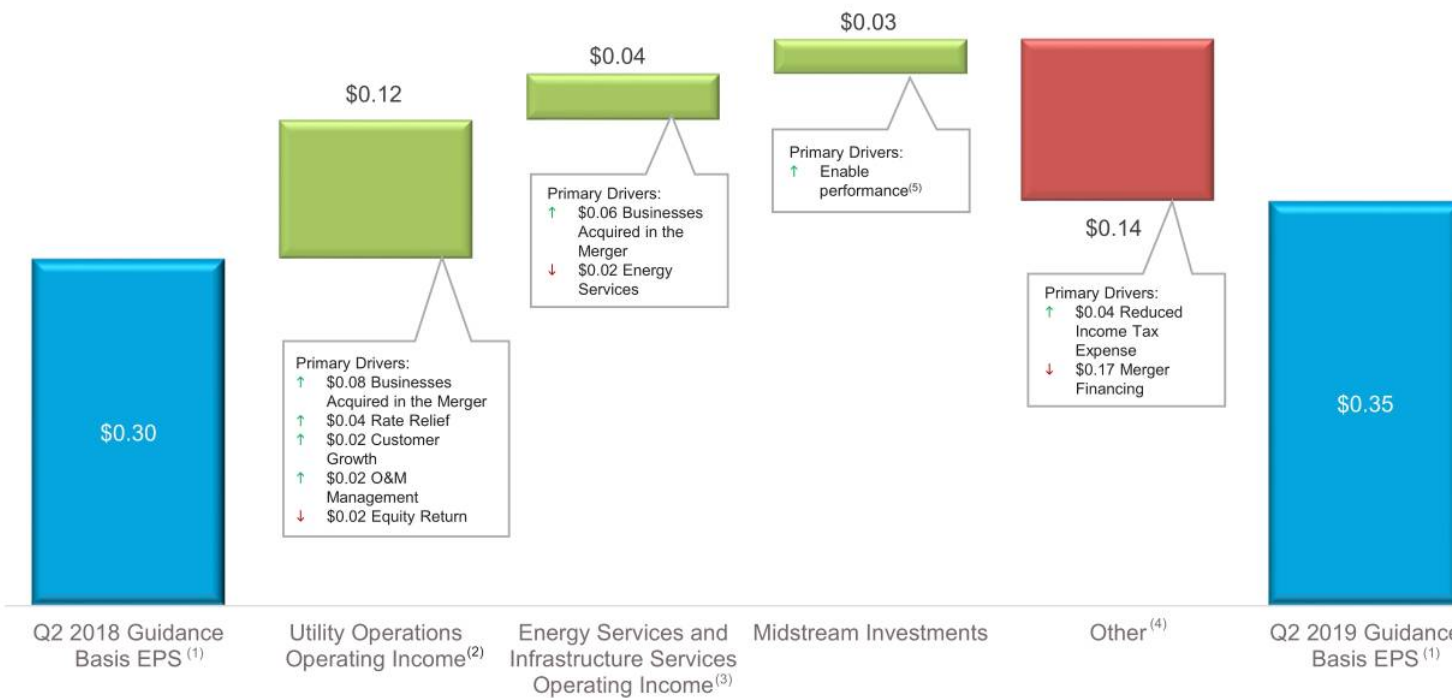 $0.03
$0.04
$0.12
Primary Drivers:
↑ Enable
performance(5)
Primary Drivers:
↑ $0.06 Businesses
Acquired in the
Merger
↓ $0.02 Energy
Services
$0.14
Primary Drivers:
↑ $0.04 Reduced
Income Tax
Expense
↓ $0.17 Merger
Financing
Primary Drivers:
↑ $0.08 Businesses
Acquired in the Merger
↑ $0.04 Rate Relief
↑ $0.02 Customer
Growth
↑ $0.02 O&M
Management
↓ $0.02 Equity Return
$0.30
$0.35
Q2 2018 Guidance
Basis EPS (1)
Utility Operations
Operating Income(2)
Energy Services and
Infrastructure Services
Operating Income(3)
Midstream Investments
Other (4)
Q2 2019 Guidance
Basis EPS (1)